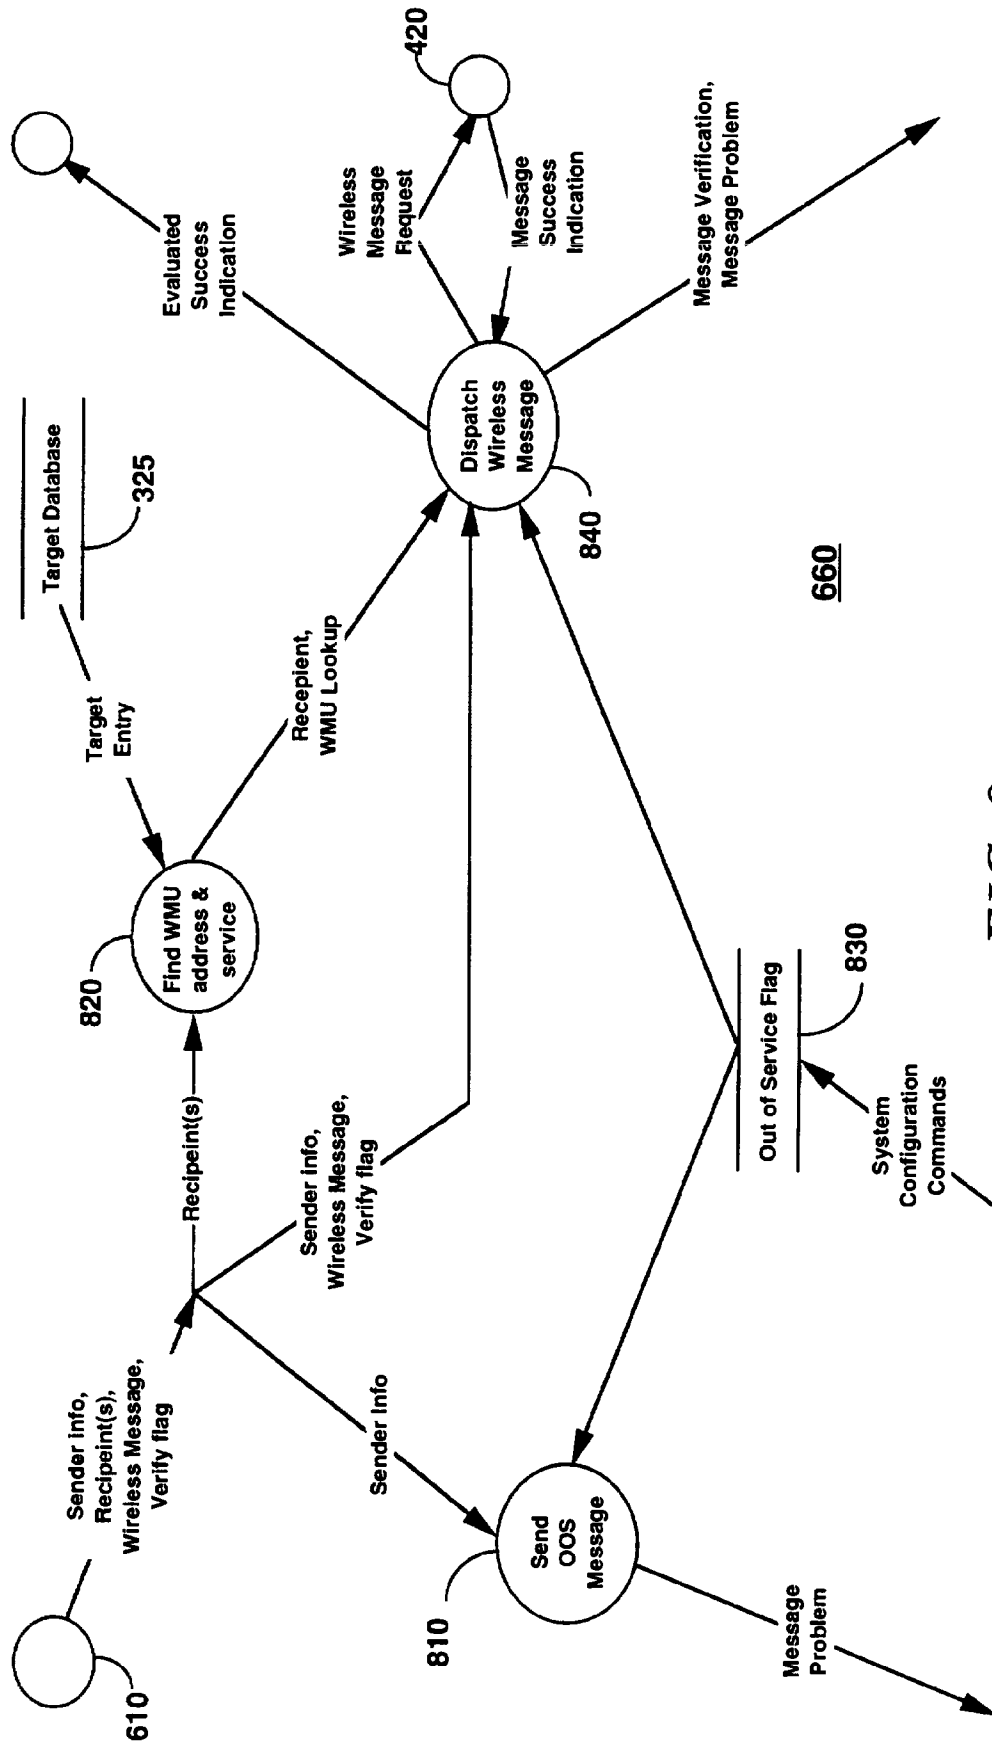 610
Sender info,
Recipeint(s),
Wireless Message,
Verify flag
Recipeint(s)
820
Find WMU
address &
service
Target
Entry
Target Database
325
Evaluated
Success
Indication
Sender info,
Wireless Message,
Verify flag
Recepient,
WMU Lookup
Wireless
Message
Request
420
Sender Info
810
Send
OOS
Message
Dispatch
Wireless
Message
840
Message
Success
Indication
Message
Problem
Out of Service Flag
830
Message Verification,
Message Problem
System
Configuration
Commands
660
FIG.